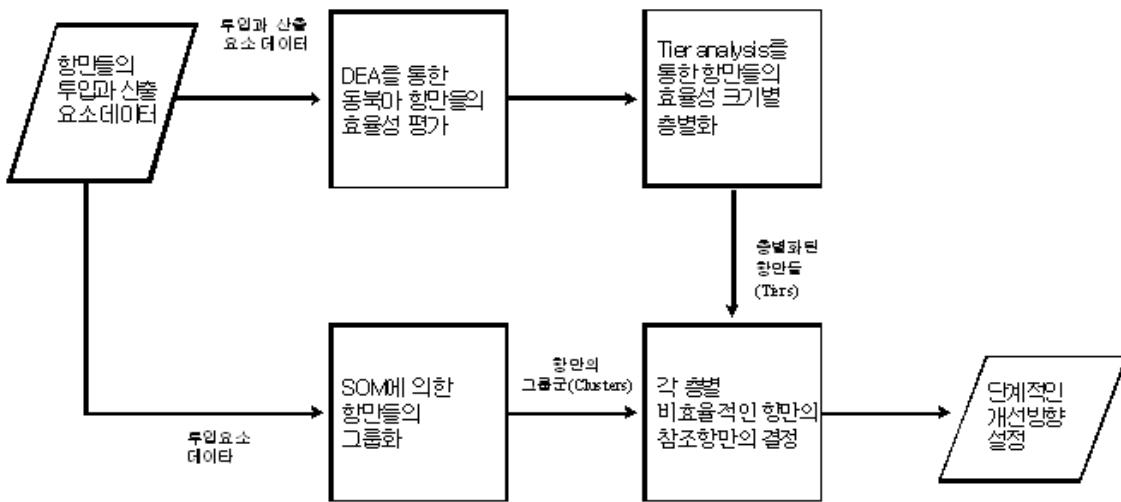 투입과 산출
요소 데이터
항만들의
투입과 산출
요소데이터
DEA를 통한
동북아 항만들의
효율성 평가
Tier analysis를
통한 항만들의
효율성 크기별
층별화
층별화된
항만들
(Tiers)
SOM에 의한
항만들의
그룹화
항만의
그룹군(Clusters)
각 층별
비효율적인 항만의
참조항만의 결정
단계적인
개선방향
설정
투입요소
데이타